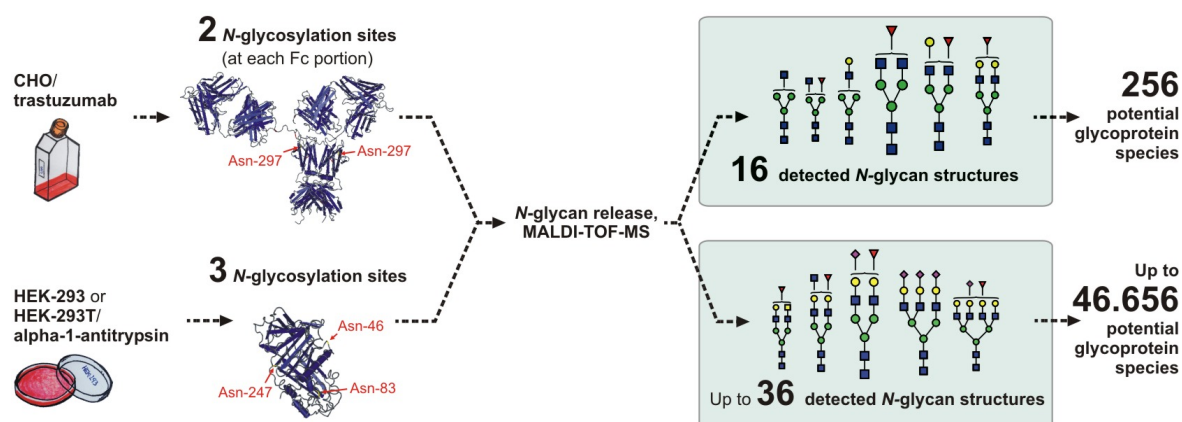 CHO/
trastuzumab
2 N-glycosylation sites
(at each Fc portion)
Asn-297
Asn-297
HEK-293 or
HEK-293T/
alpha-1-antitrypsin
HEK293
3 N-glycosylation sites
Asn-46
Asn-247
Asn-83
N-glycan release,
MALDI-TOF-MS
16 detected N-glycan structures
256
potential
glycoprotein
species
Up to 36 detected N-glycan structures
Up to
46.656
potential
glycoprotein
species